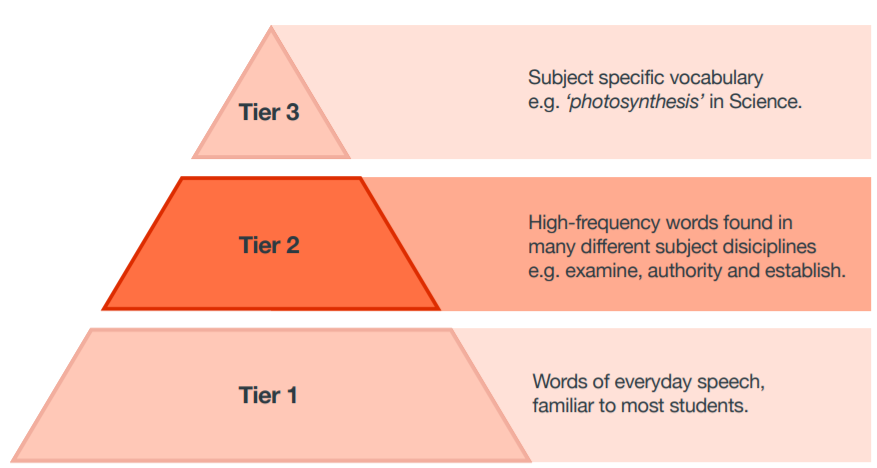 Tier 3
Subject specific vocabulary
e.g. ‘photosynthesis’ in Science.
Tier 2
High-frequency words found in
many different subject disiciplines
e.g. examine, authority and establish.
Tier 1
Words of everyday speech,
familiar to most students.